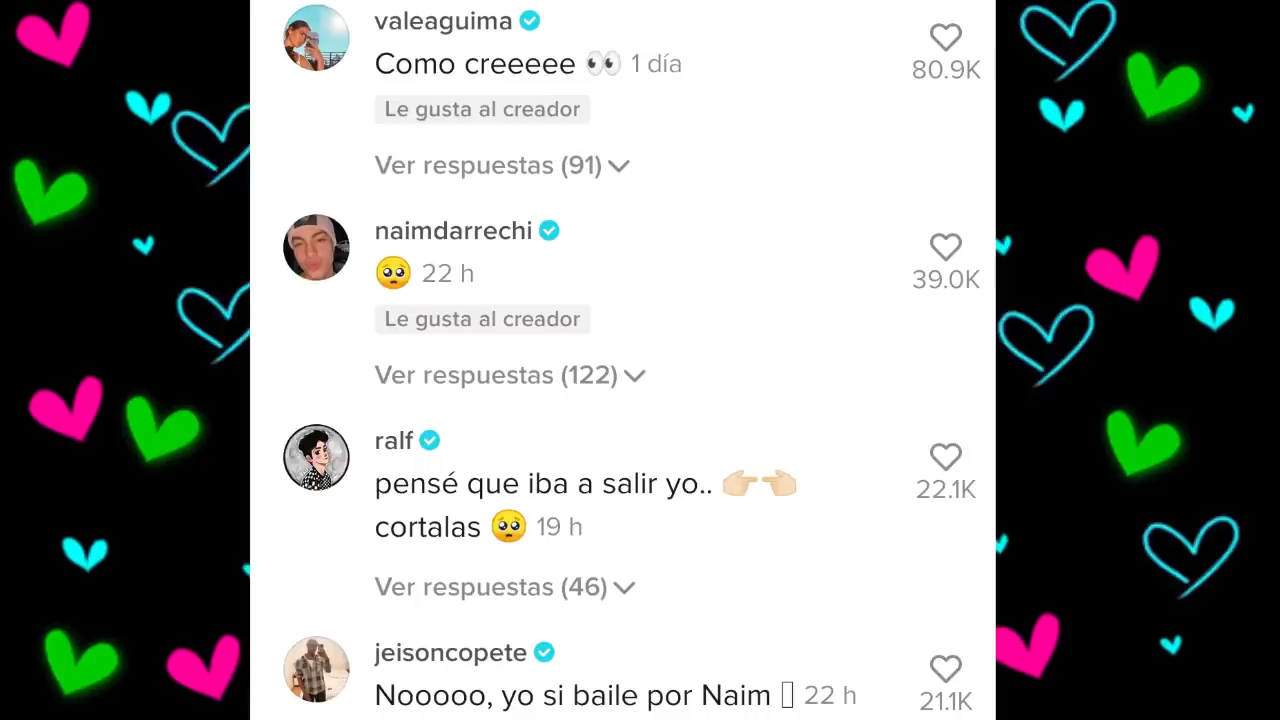 valeaguima
Como creeeee 👀 1 día
80.9K
Le gusta al creador
Ver respuestas (91)
naimdarrechi
🥺 22 h
39.0K
Le gusta al creador
Ver respuestas (122)
ralf
pensé que iba a salir yo.. 👉🏻👈🏻
cortalas 🥺 19 h
22.1K
Ver respuestas (46)
jeisoncopete
Nooooo, yo si baile por Naim 22 h
21.1K